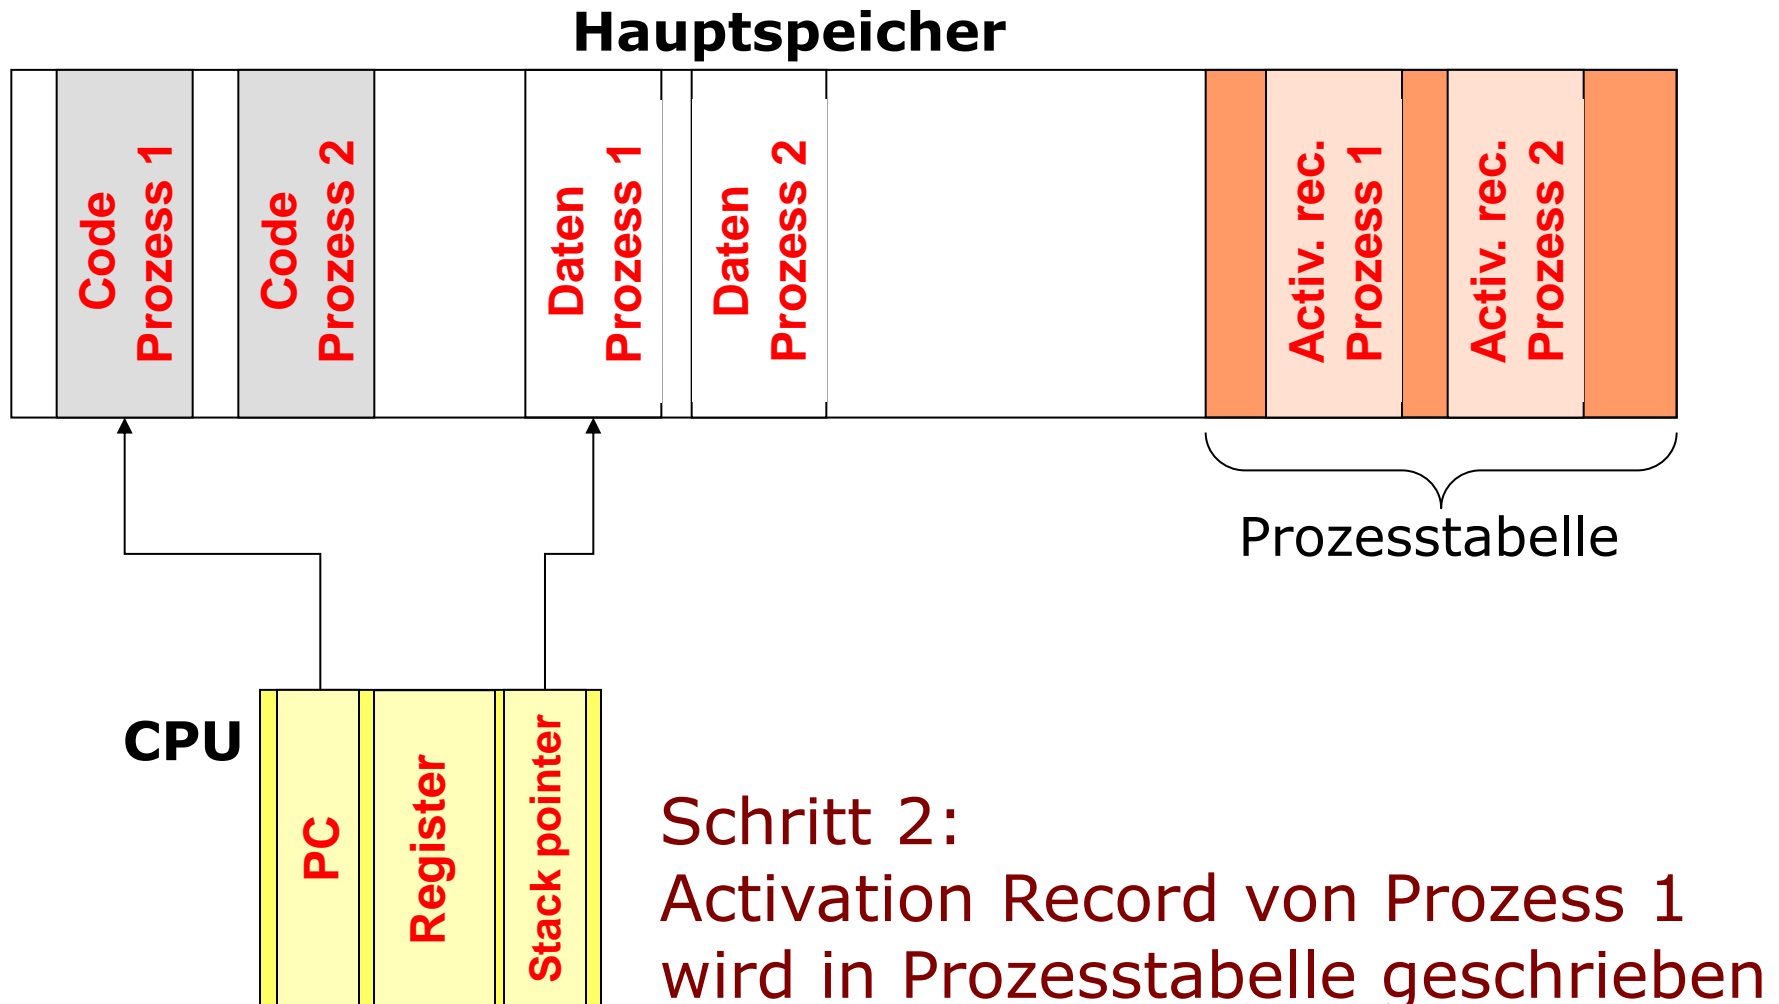 Hauptspeicher
Code
Prozess 1
Code
Prozess 2
Daten
Prozess 1
Daten
Prozess 2
Activ. rec.
Prozess 1
Activ. rec.
Prozess 2
Prozesstabelle
CPU
PC
Register
Stack pointer
Schritt 2:
Activation Record von Prozess 1
wird in Prozesstabelle geschrieben